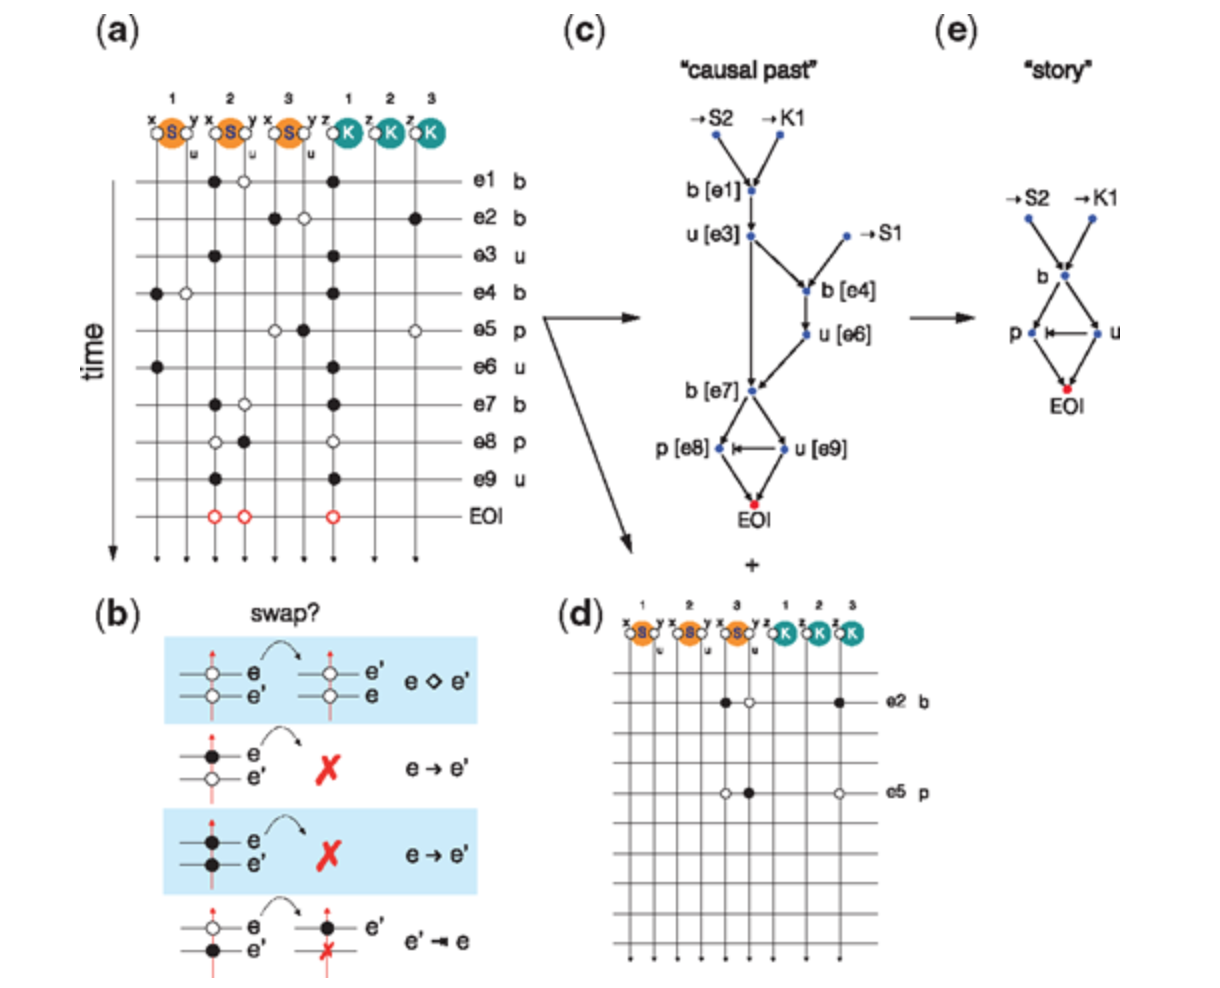 (a)
1 2 3 1 2 3
x S y x S y x S y z K z K z K
u u u
time
e1 b
e2 b
e3 u
e4 b
e5 p
e6 u
e7 b
e8 p
e9 u
EOI
(b)
swap?
e e' e' e e ◇ e'
e e' ✗ e → e'
e e' ✗ e → e'
e e' e' ✗ e' ⊣ e
(c)
"causal past"
→S2 →K1
b [e1]
u [e3] →S1
b [e4]
u [e6]
b [e7]
p [e8] u [e9]
EOI
+
(d)
1 2 3 1 2 3
x S y x S y x S y z K z K z K
u u u
e2 b
e5 p
(e)
"story"
→S2 →K1
b
p u
EOI